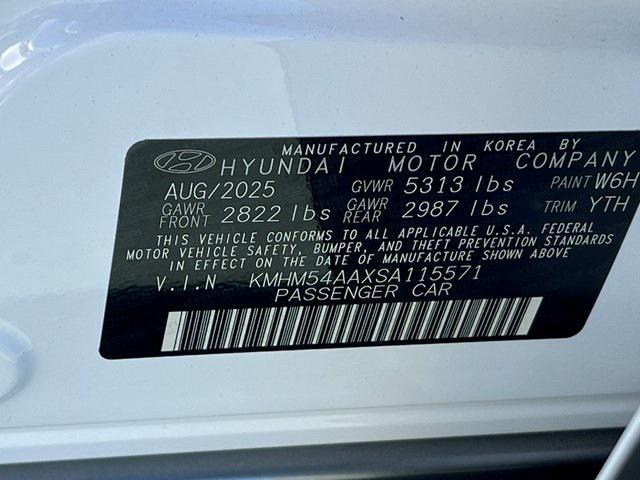 MANUFACTURED IN KOREA BY
HYUNDAI MOTOR COMPANY
AUG/2025 GVWR 5313 lbs PAINT W6H
GAWR FRONT 2822 lbs GAWR REAR 2987 lbs TRIM YTH
THIS VEHICLE CONFORMS TO ALL APPLICABLE U.S.A. FEDERAL
MOTOR VEHICLE SAFETY, BUMPER, AND THEFT PREVENTION STANDARDS
IN EFFECT ON THE DATE OF MANUFACTURE SHOWN ABOVE
V.I.N KMHM54AAXSA115571
PASSENGER CAR